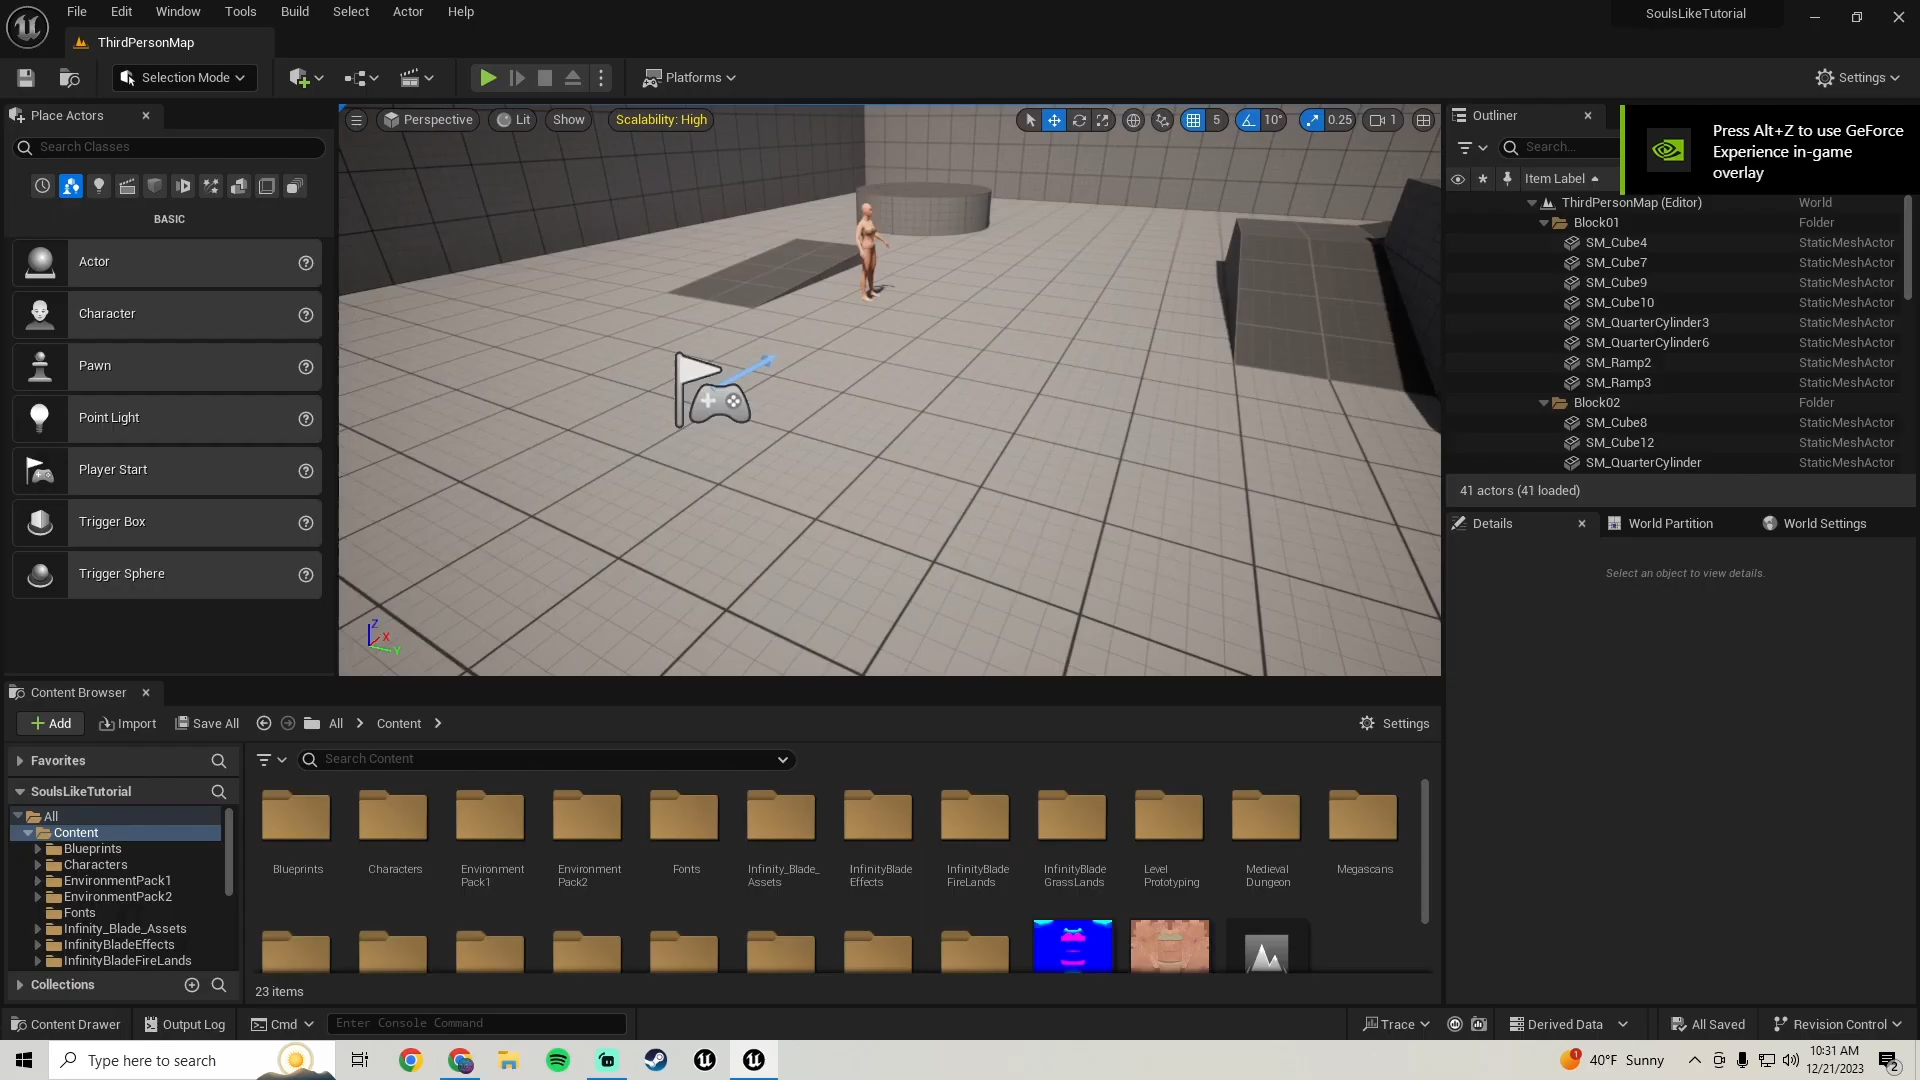 File Edit Window Tools Build Select Actor Help
SoulsLikeTutorial
ThirdPersonMap
Selection Mode
Platforms
Settings
Place Actors
Search Classes
BASIC
Actor
Character
Pawn
Point Light
Player Start
Trigger Box
Trigger Sphere
Perspective Lit Show Scalability: High
5 10° 0.25 1
Z
X
Y
Outliner
Search...
Press Alt+Z to use GeForce
Experience in-game
overlay
Item Label
ThirdPersonMap (Editor) World
Block01 Folder
SM_Cube4 StaticMeshActor
SM_Cube7 StaticMeshActor
SM_Cube9 StaticMeshActor
SM_Cube10 StaticMeshActor
SM_QuarterCylinder3 StaticMeshActor
SM_QuarterCylinder6 StaticMeshActor
SM_Ramp2 StaticMeshActor
SM_Ramp3 StaticMeshActor
Block02 Folder
SM_Cube8 StaticMeshActor
SM_Cube12 StaticMeshActor
SM_QuarterCylinder StaticMeshActor
41 actors (41 loaded)
Details World Partition World Settings
Select an object to view details.
Content Browser
Add Import Save All All Content Settings
Favorites
SoulsLikeTutorial
All
Content
Blueprints
Characters
EnvironmentPack1
EnvironmentPack2
Fonts
Infinity_Blade_Assets
InfinityBladeEffects
InfinityBladeFireLands
Collections
Search Content
Blueprints
Characters
Environment
Pack1
Environment
Pack2
Fonts
Infinity_Blade_
Assets
InfinityBlade
Effects
InfinityBlade
FireLands
InfinityBlade
GrassLands
Level
Prototyping
Medieval
Dungeon
Megascans
23 items
Content Drawer Output Log Cmd Enter Console Command Trace Derived Data All Saved Revision Control
Type here to search
1
40°F Sunny
10:31 AM
12/21/2023
2